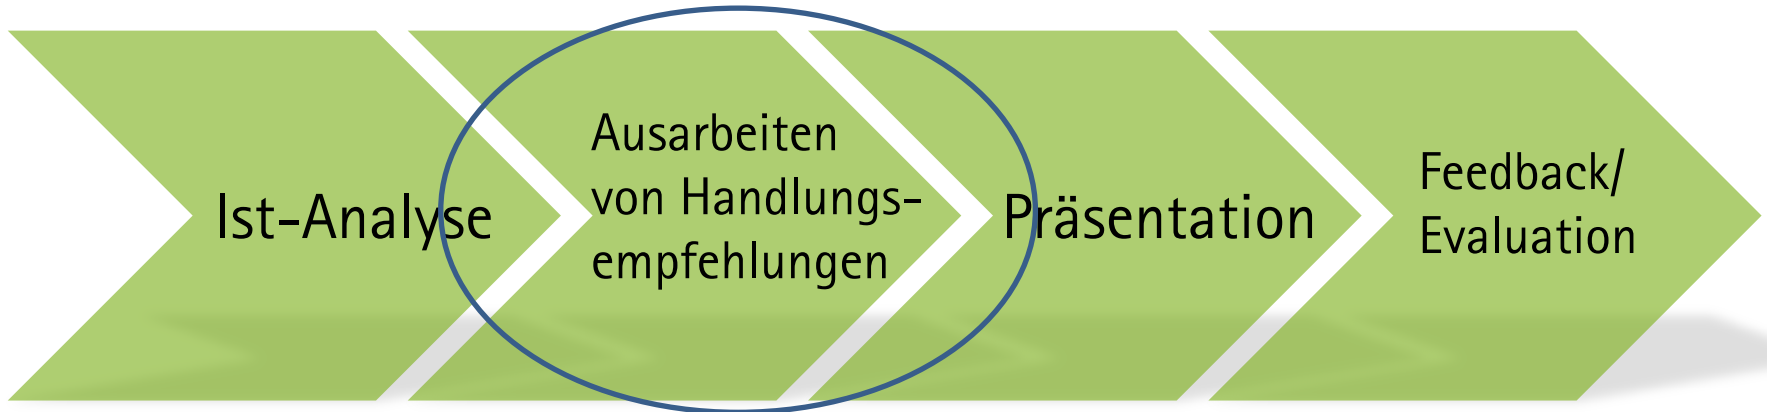 Ist-Analyse
Ausarbeiten
von Handlungs-
empfehlungen
Präsentation
Feedback/
Evaluation